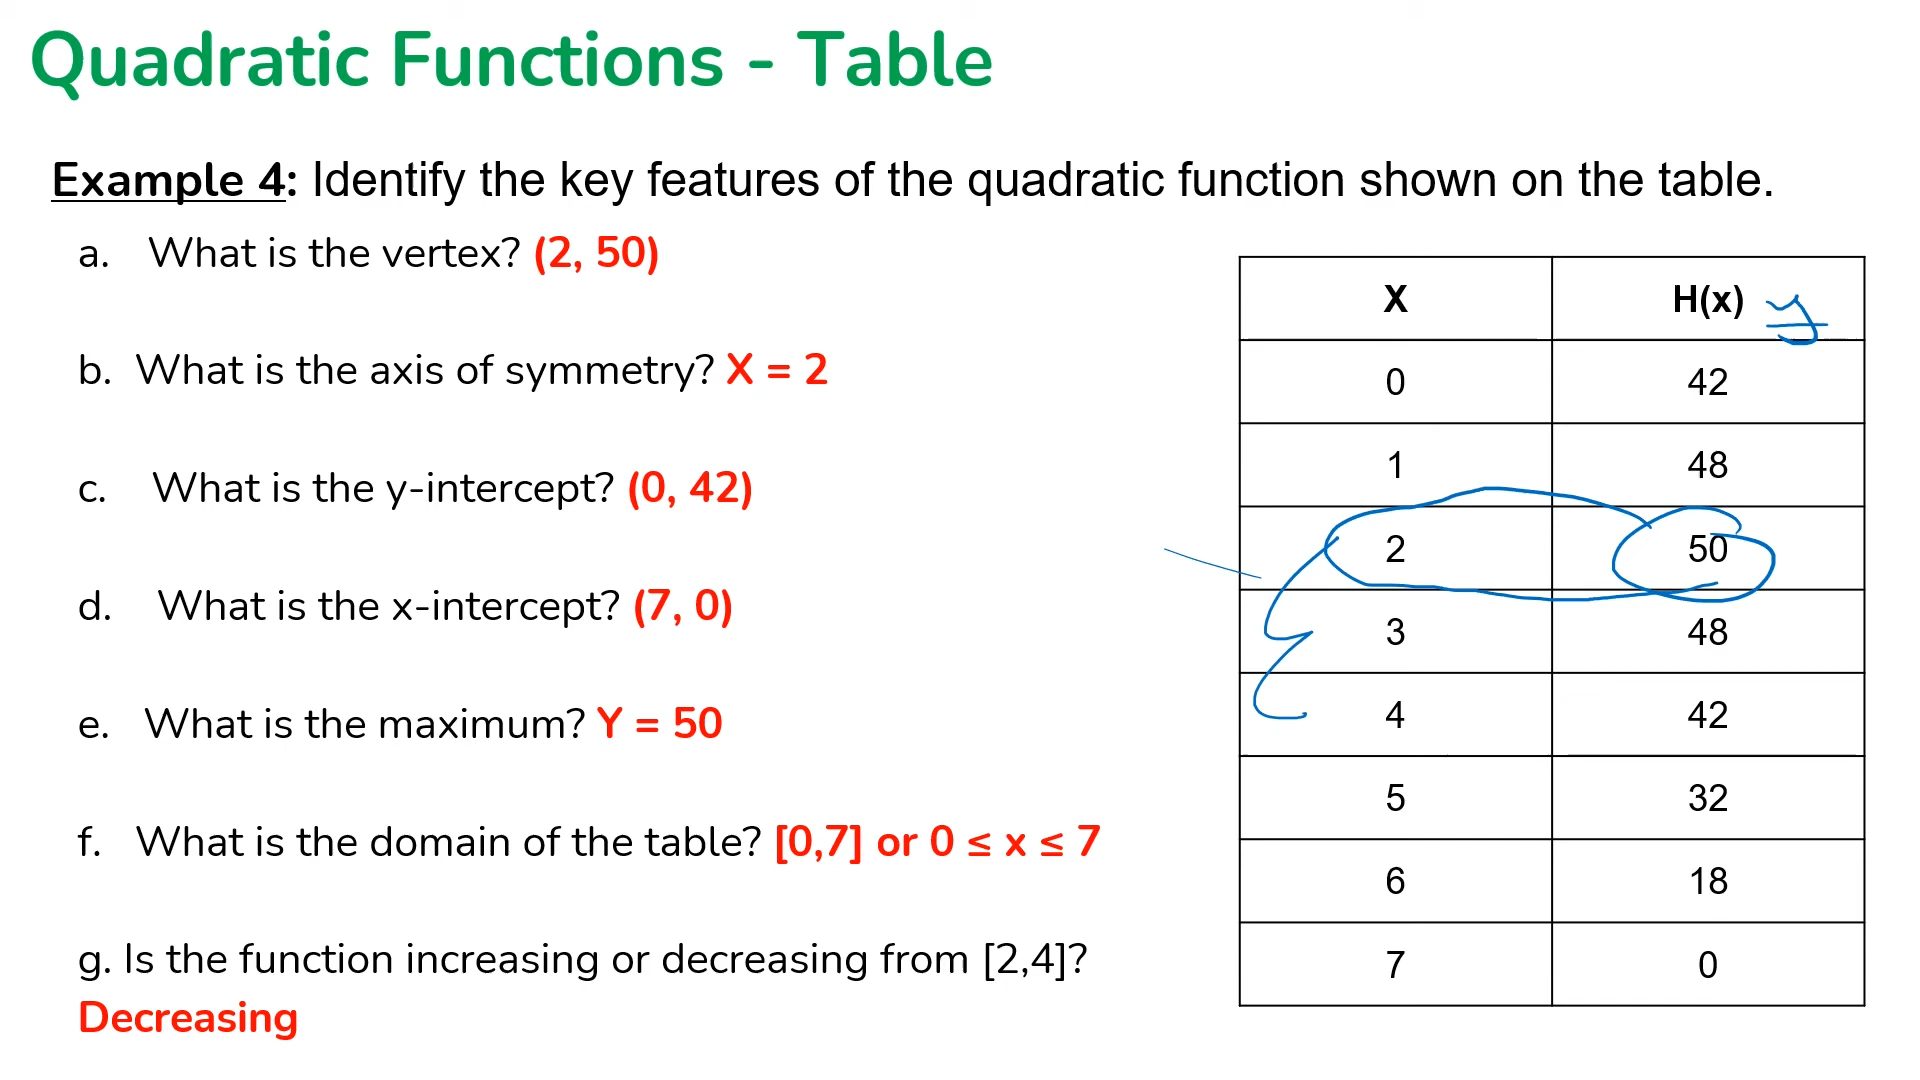 Quadratic Functions - Table
Example 4: Identify the key features of the quadratic function shown on the table.
a. What is the vertex? (2, 50)
b. What is the axis of symmetry? X = 2
c. What is the y-intercept? (0, 42)
d. What is the x-intercept? (7, 0)
e. What is the maximum? Y = 50
f. What is the domain of the table? [0,7] or 0 ≤ x ≤ 7
g. Is the function increasing or decreasing from [2,4]?
Decreasing
X H(x) y
0 42
1 48
2 50
3 48
4 42
5 32
6 18
7 0